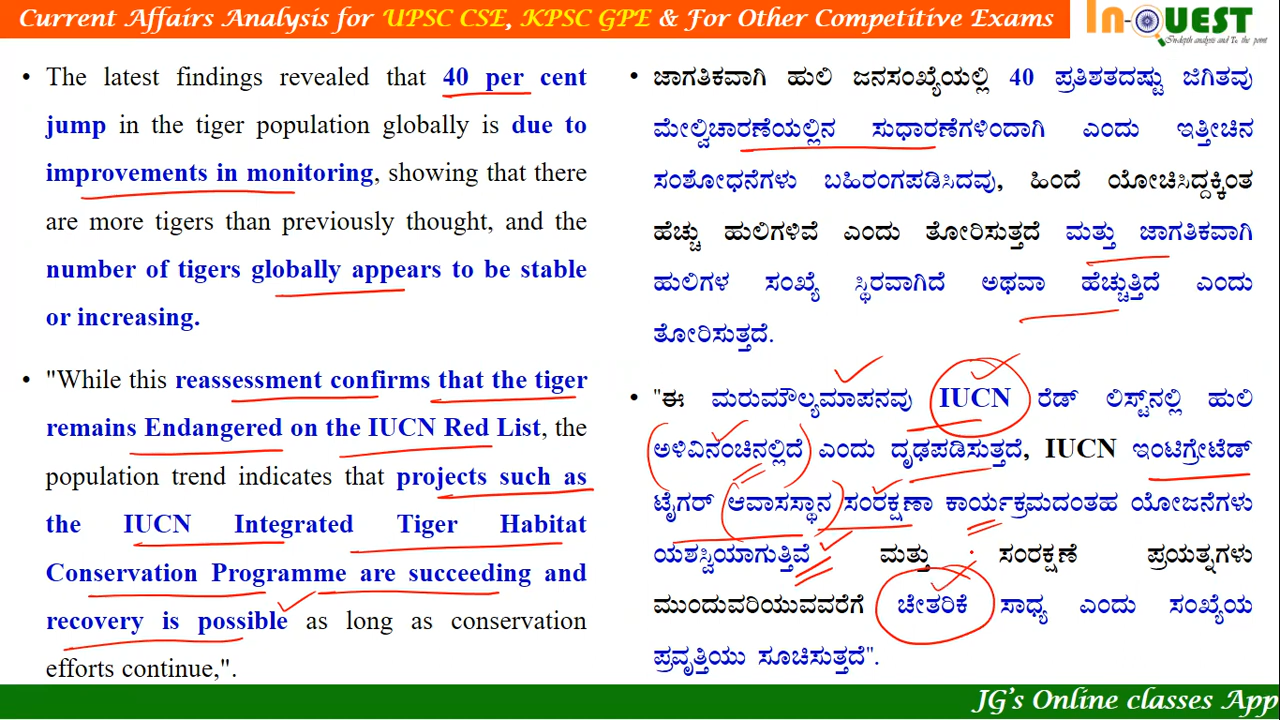 Current Affairs Analysis for UPSC CSE, KPSC GPE & For Other Competitive Exams
In-QUEST
In-depth analysis and To the point
• The latest findings revealed that 40 per cent
jump in the tiger population globally is due to
improvements in monitoring, showing that there
are more tigers than previously thought, and the
number of tigers globally appears to be stable
or increasing.
• "While this reassessment confirms that the tiger
remains Endangered on the IUCN Red List, the
population trend indicates that projects such as
the IUCN Integrated Tiger Habitat
Conservation Programme are succeeding and
recovery is possible as long as conservation
efforts continue,".
• ಜಾಗತಿಕವಾಗಿ ಹುಲಿ ಜನಸಂಖ್ಯೆಯಲ್ಲಿ 40 ಪ್ರತಿಶತದಷ್ಟು ಜಿಗಿತವು
ಮೇಲ್ವಿಚಾರಣೆಯಲ್ಲಿನ ಸುಧಾರಣೆಗಳಿಂದಾಗಿ ಎಂದು ಇತ್ತೀಚಿನ
ಸಂಶೋಧನೆಗಳು ಬಹಿರಂಗಪಡಿಸಿದವು, ಹಿಂದೆ ಯೋಚಿಸಿದ್ದಕ್ಕಿಂತ
ಹೆಚ್ಚು ಹುಲಿಗಳಿವೆ ಎಂದು ತೋರಿಸುತ್ತದೆ ಮತ್ತು ಜಾಗತಿಕವಾಗಿ
ಹುಲಿಗಳ ಸಂಖ್ಯೆ ಸ್ಥಿರವಾಗಿದೆ ಅಥವಾ ಹೆಚ್ಚುತ್ತಿದೆ ಎಂದು
ತೋರಿಸುತ್ತದೆ.
• "ಈ ಮರುಮೌಲ್ಯಮಾಪನವು IUCN ರೆಡ್ ಲಿಸ್ಟ್‌ನಲ್ಲಿ ಹುಲಿ
ಅಳಿವಿನಂಚಿನಲ್ಲಿದೆ ಎಂದು ದೃಢಪಡಿಸುತ್ತದೆ, IUCN ಇಂಟಿಗ್ರೇಟೆಡ್
ಟೈಗರ್ ಆವಾಸಸ್ಥಾನ ಸಂರಕ್ಷಣಾ ಕಾರ್ಯಕ್ರಮದಂತಹ ಯೋಜನೆಗಳು
ಯಶಸ್ವಿಯಾಗುತ್ತಿವೆ ಮತ್ತು ಸಂರಕ್ಷಣೆ ಪ್ರಯತ್ನಗಳು
ಮುಂದುವರಿಯುವವರೆಗೆ ಚೇತರಿಕೆ ಸಾಧ್ಯ ಎಂದು ಸಂಖ್ಯೆಯ
ಪ್ರವೃತ್ತಿಯು ಸೂಚಿಸುತ್ತದೆ".
JG's Online classes App